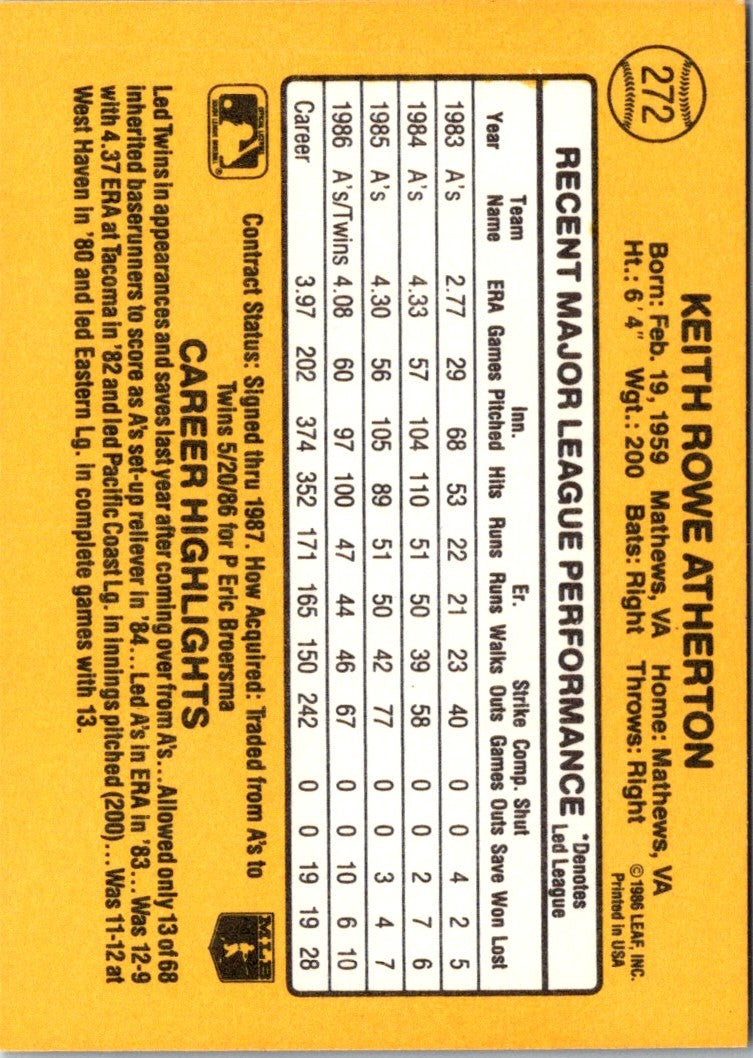 272
KEITH ROWE ATHERTON
Born: Feb. 19, 1959 Mathews, VA Home: Mathews, VA
Ht.: 6'4" Wgt.: 200 Bats: Right Throws: Right
©1986 LEAF, INC.
Printed in USA
RECENT MAJOR LEAGUE PERFORMANCE
*Denotes
Led League
Team Inn. Er. Strike Comp. Shut
Year Name ERA Games Pitched Hits Runs Runs Walks Outs Games Outs Save Won Lost
1983 A's 2.77 29 68 53 22 21 23 40 0 0 4 2 5
1984 A's 4.33 57 104 110 51 50 39 58 0 0 2 7 6
1985 A's 4.30 56 105 89 51 50 42 77 0 0 3 4 7
1986 A's/Twins 4.08 60 97 100 47 44 46 67 0 0 10 6 10
Career 3.97 202 374 352 171 165 150 242 0 0 19 19 28
Contract Status: Signed thru 1987. How Acquired: Traded from A's to
Twins 5/20/86 for P Eric Broersma
MLB
CAREER HIGHLIGHTS
Led Twins in appearances and saves last year after coming over from A's...Allowed only 13 of 68
inherited baserunners to score as A's set-up reliever in '84... Led A's in ERA in '83... Was 12-9
with 4.37 ERA at Tacoma in '82 and led Pacific Coast Lg. in innings pitched (200)... Was 11-12 at
West Haven in '80 and led Eastern Lg. in complete games with 13.